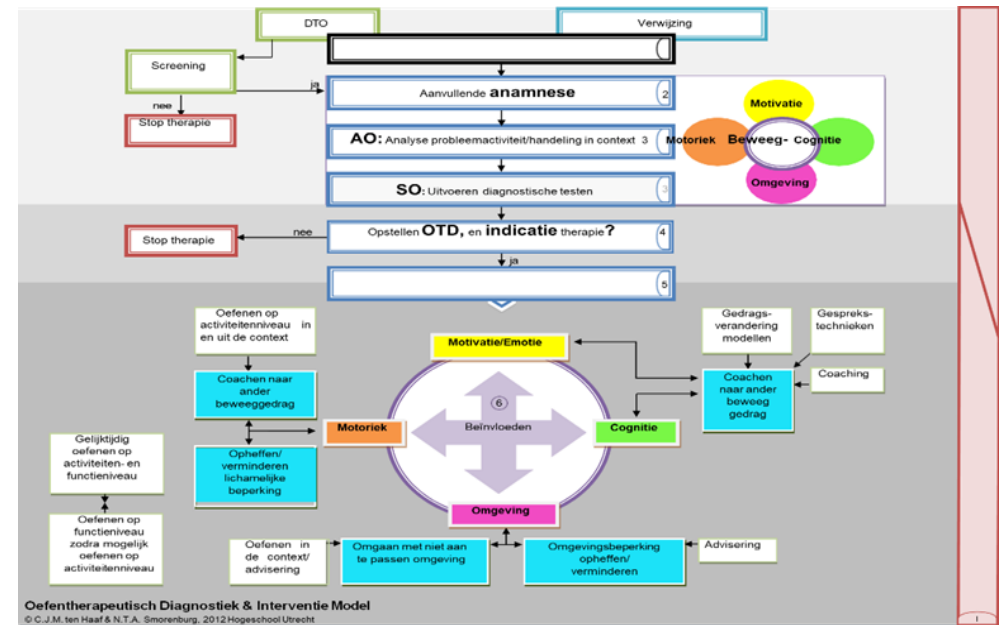 DTO
Verwijzing
Screening
ja
nee
Stop therapie
Aanvullende anamnese 2
AO: Analyse probleemactiviteit/handeling in context 3
SO: Uitvoeren diagnostische testen 3
Motivatie
Motoriek Beweeg- Cognitie
Omgeving
Stop therapie
nee
Opstellen OTD, en indicatie therapie? 4
ja
5
Oefenen op
activiteitenniveau in
en uit de context
Coachen naar
ander
beweeggedrag
Opheffen/
verminderen
lichamelijke
beperking
Gelijktijdig
oefenen op
activiteiten- en
functieniveau
Oefenen op
functieniveau
zodra mogelijk
oefenen op
activiteitenniveau
Motivatie/Emotie
Motoriek
6
Beïnvloeden
Cognitie
Omgeving
Gedrags-
verandering
modellen
Gespreks-
technieken
Coaching
Coachen
naar ander
beweeg
gedrag
Oefenen in
de context/
advisering
Omgaan met niet aan
te passen omgeving
Omgevingsbeperking
opheffen/
verminderen
Advisering
Oefentherapeutisch Diagnostiek & Interventie Model
© C.J.M. ten Haaf & N.T.A. Smorenburg, 2012 Hogeschool Utrecht